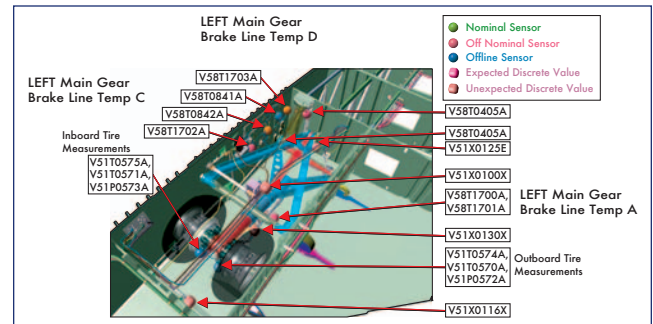 LEFT Main Gear
Brake Line Temp D
Nominal Sensor
Off Nominal Sensor
Offline Sensor
Expected Discrete Value
Unexpected Discrete Value
LEFT Main Gear
Brake Line Temp C
V58T1703A
V58T0841A
V58T0842A
V58T1702A
Inboard Tire
Measurements
V51T0575A,
V51T0571A,
V51P0573A
V58T0405A
V58T0405A
V51X0125E
V51X0100X
V58T1700A,
V58T1701A
LEFT Main Gear
Brake Line Temp A
V51X0130X
V51T0574A,
V51T0570A,
V51P0572A
Outboard Tire
Measurements
V51X0116X